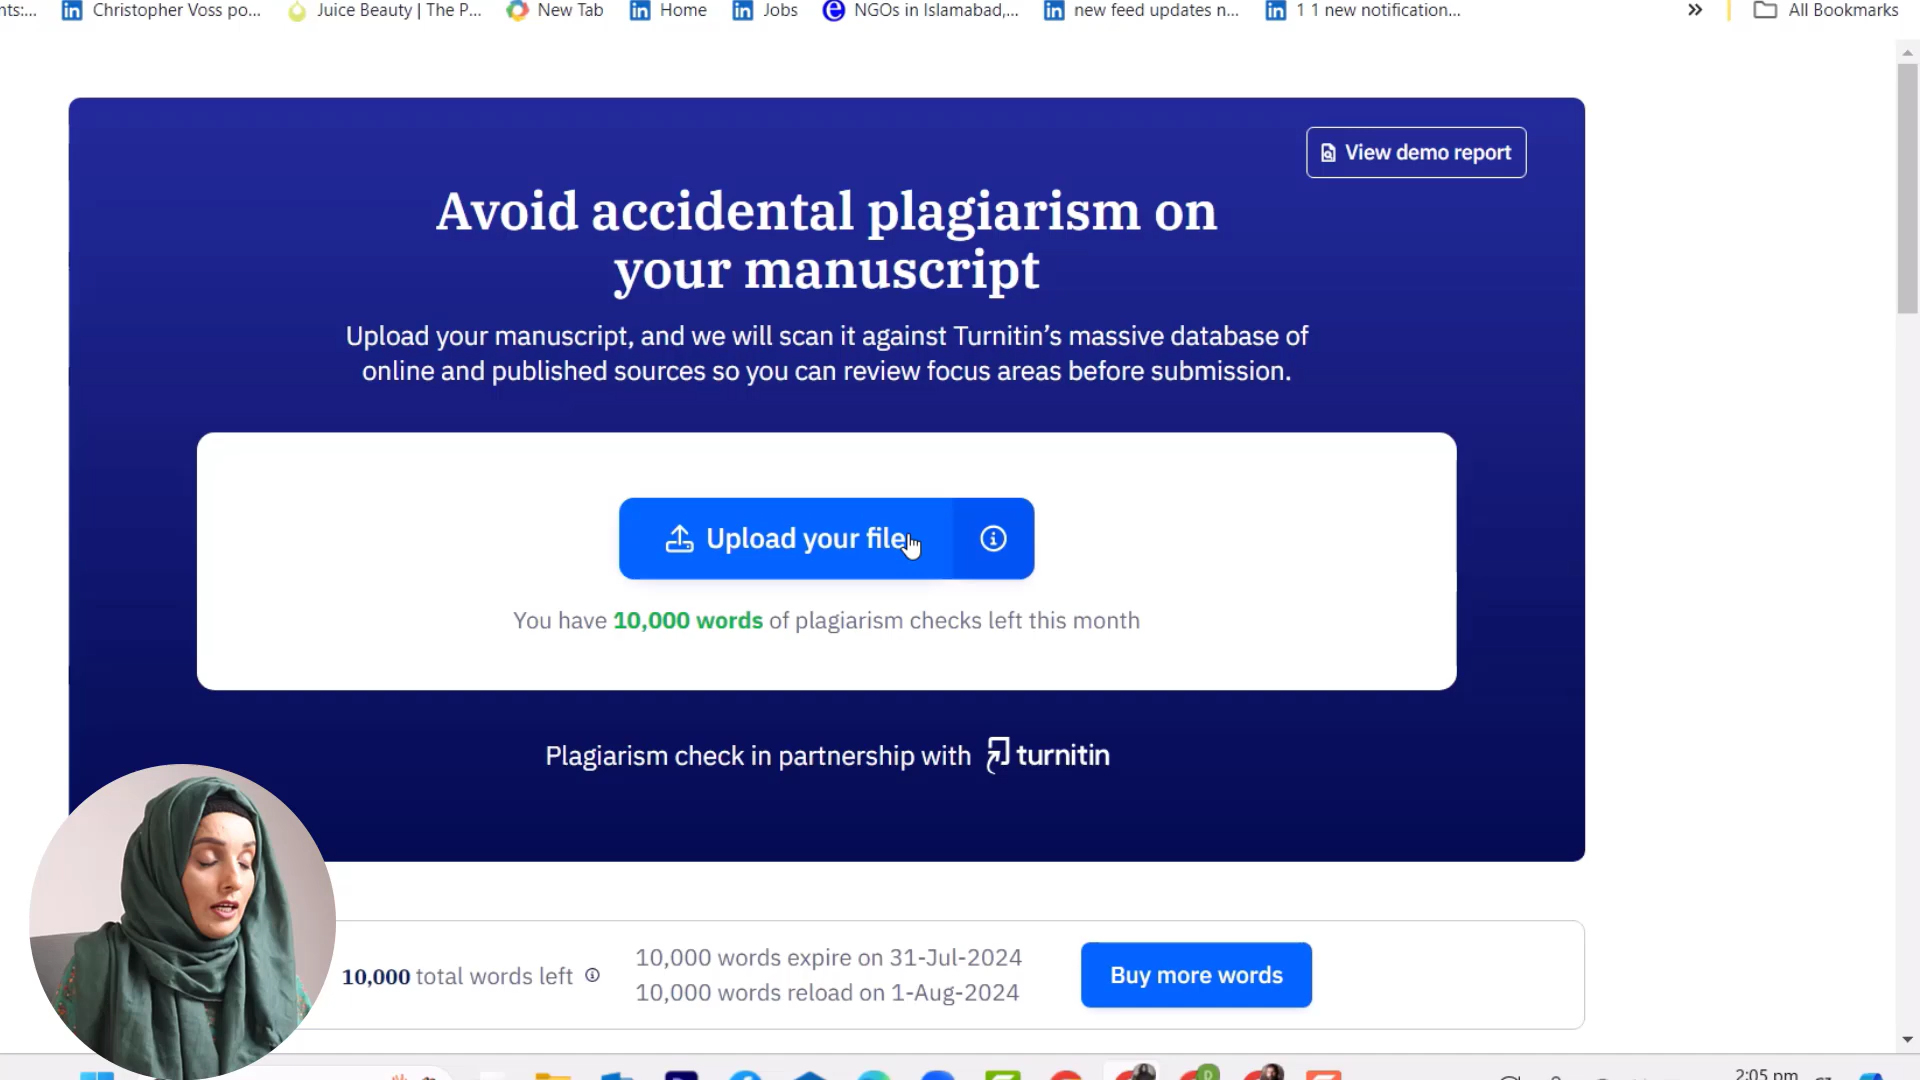 nts:...
Christopher Voss po...
Juice Beauty | The P...
New Tab
Home
Jobs
NGOs in Islamabad,...
new feed updates n...
1 1 new notification...
All Bookmarks
View demo report
Avoid accidental plagiarism on
your manuscript
Upload your manuscript, and we will scan it against Turnitin’s massive database of
online and published sources so you can review focus areas before submission.
Upload your file
You have 10,000 words of plagiarism checks left this month
Plagiarism check in partnership with turnitin
10,000 total words left
10,000 words expire on 31-Jul-2024
10,000 words reload on 1-Aug-2024
Buy more words
2:05 pm